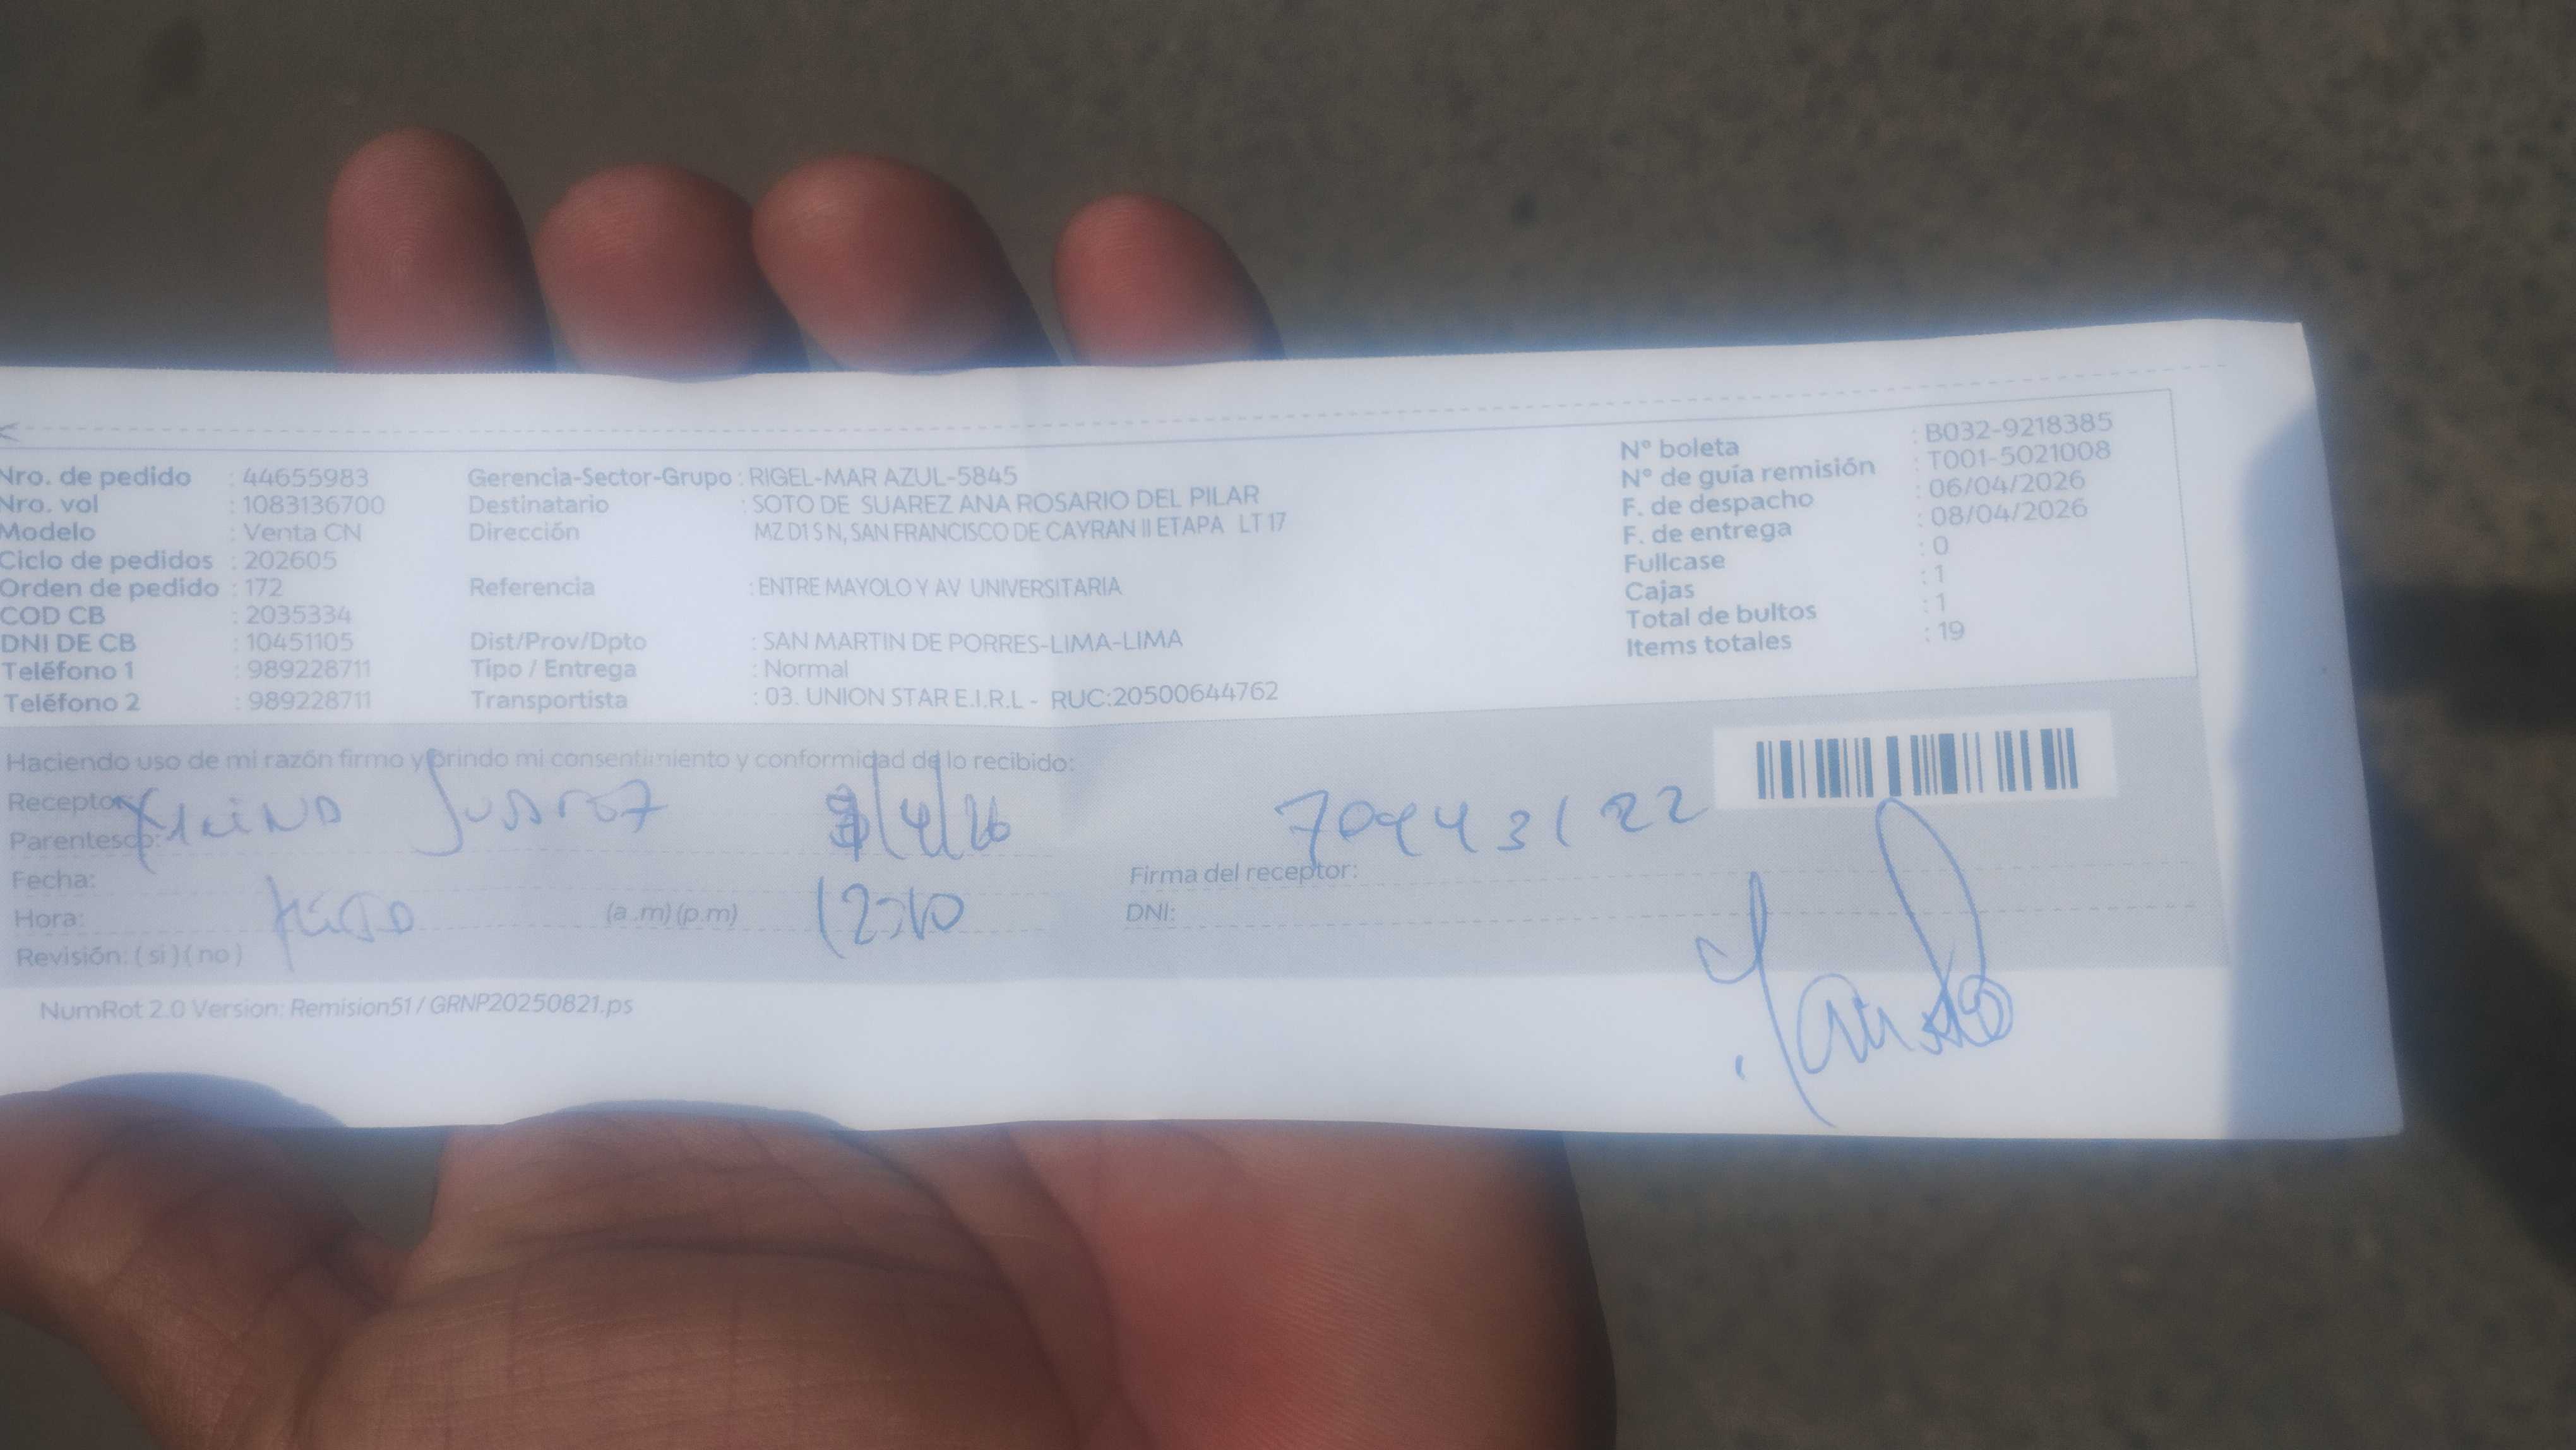 Nro. de pedido : 44655983
Nro. vol : 1083136700
Modelo : Venta CN
Ciclo de pedidos : 202605
Orden de pedido : 172
COD CB : 2035334
DNI DE CB : 10451105
Teléfono 1 : 989228711
Teléfono 2 : 989228711
Gerencia-Sector-Grupo : RIGEL-MAR AZUL-5845
Destinatario : SOTO DE SUAREZ ANA ROSARIO DEL PILAR
Dirección MZ D1 S N, SAN FRANCISCO DE CAYRAN II ETAPA LT 17
Referencia : ENTRE MAYOLO Y AV UNIVERSITARIA
Dist/Prov/Dpto : SAN MARTIN DE PORRES-LIMA-LIMA
Tipo / Entrega : Normal
Transportista : 03. UNION STAR E.I.R.L - RUC:20500644762
Nº boleta : B032-9218385
Nº de guía remisión : T001-5021008
F. de despacho : 06/04/2026
F. de entrega : 08/04/2026
Fullcase : 0
Cajas : 1
Total de bultos : 1
Items totales : 19
Haciendo uso de mi razón firmo y brindo mi consentimiento y conformidad de lo recibido:
Receptor:
Suarez /4/26
Parentesco:
Fecha:
Hora: (a.m) (p.m)
Revisión: ( si ) ( no )
70443122
Firma del receptor:
DNI:
NumRot 2.0 Version: Remision51 / GRNP20250821.ps